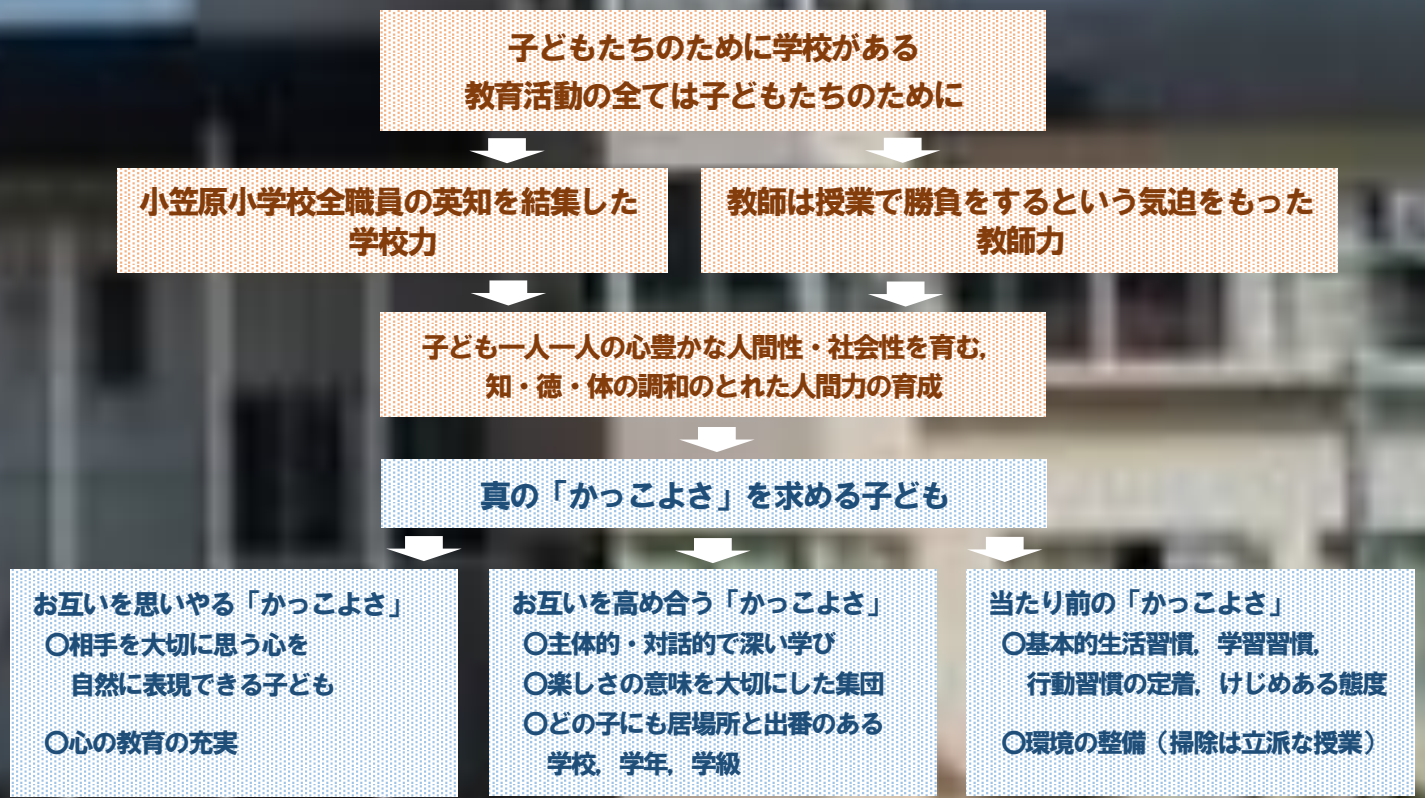 子どもたちのために学校がある
教育活動の全ては子どもたちのために
小笠原小学校全職員の英知を結集した
学校力
教師は授業で勝負をするという気迫をもった
教師力
子ども一人一人の心豊かな人間性・社会性を育む，
知・徳・体の調和のとれた人間力の育成
真の「かっこよさ」を求める子ども
お互いを思いやる「かっこよさ」
〇相手を大切に思う心を
自然に表現できる子ども
〇心の教育の充実
お互いを高め合う「かっこよさ」
〇主体的・対話的で深い学び
〇楽しさの意味を大切にした集団
〇どの子にも居場所と出番のある
学校，学年，学級
当たり前の「かっこよさ」
〇基本的生活習慣，学習習慣，
行動習慣の定着，けじめある態度
〇環境の整備（掃除は立派な授業）